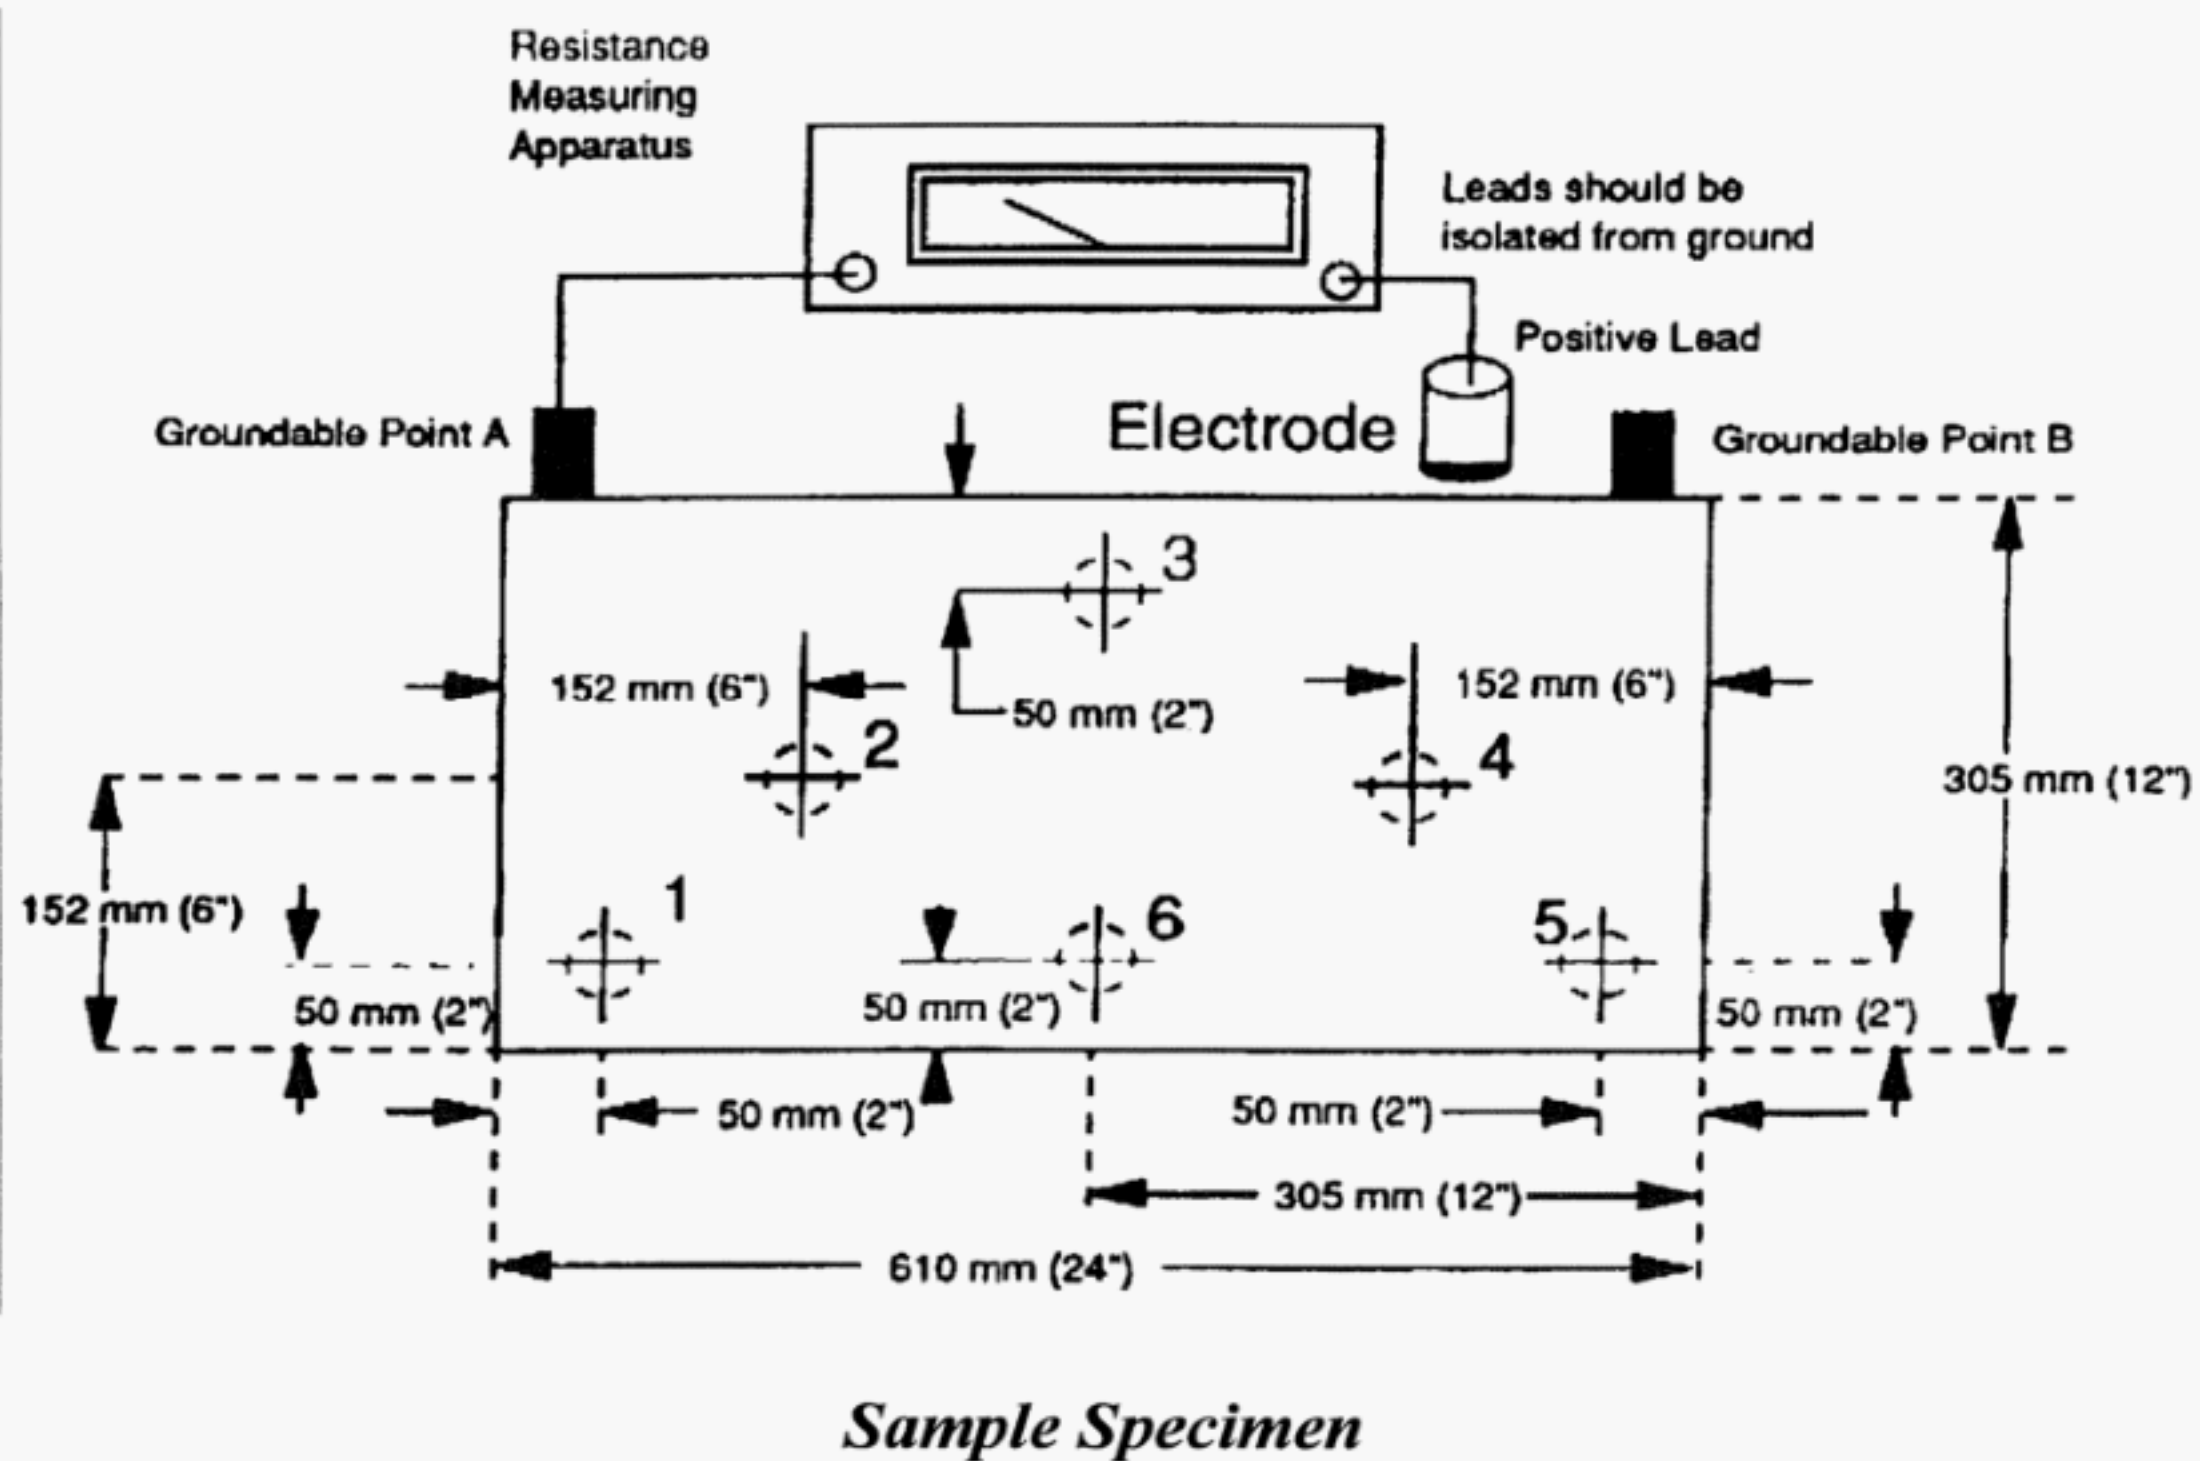 Resistance
Measuring
Apparatus
Leads should be
isolated from ground
Positive Lead
Groundable Point A
Electrode
Groundable Point B
3
152 mm (6")
50 mm (2")
152 mm (6")
2
4
305 mm (12")
152 mm (6")
1
6
5
50 mm (2")
50 mm (2")
50 mm (2")
50 mm (2")
50 mm (2")
305 mm (12")
610 mm (24")
Sample Specimen